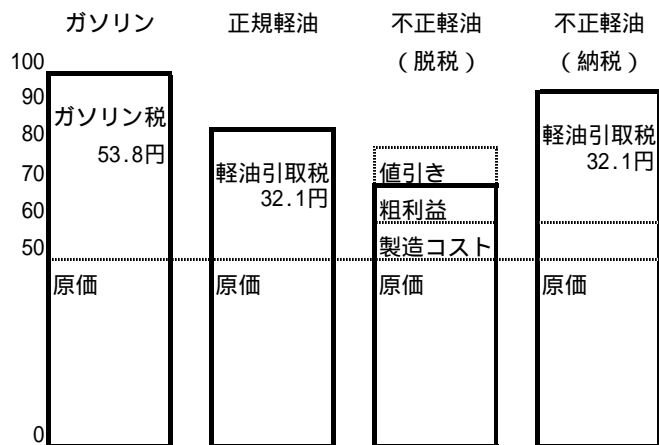 ガソリン
正規軽油
不正軽油
（脱税）
不正軽油
（納税）
100
90
80
70
60
50
0
ガソリン税
53.8円
原価
軽油引取税
32.1円
原価
値引き
粗利益
製造コスト
原価
軽油引取税
32.1円
原価